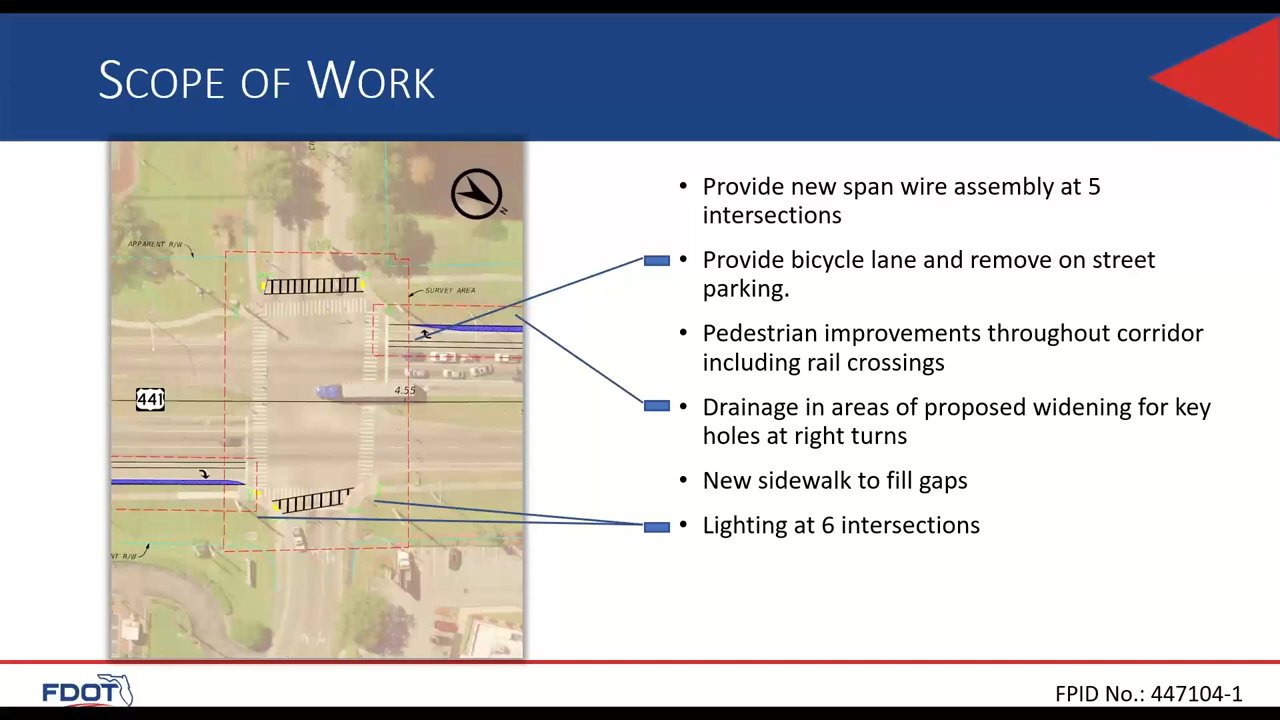 SCOPE OF WORK
N
APPARENT R/W
SURVEY AREA
441
4.55
NT R/W
• Provide new span wire assembly at 5
intersections
• Provide bicycle lane and remove on street
parking.
• Pedestrian improvements throughout corridor
including rail crossings
• Drainage in areas of proposed widening for key
holes at right turns
• New sidewalk to fill gaps
• Lighting at 6 intersections
FDOT
FPID No.: 447104-1